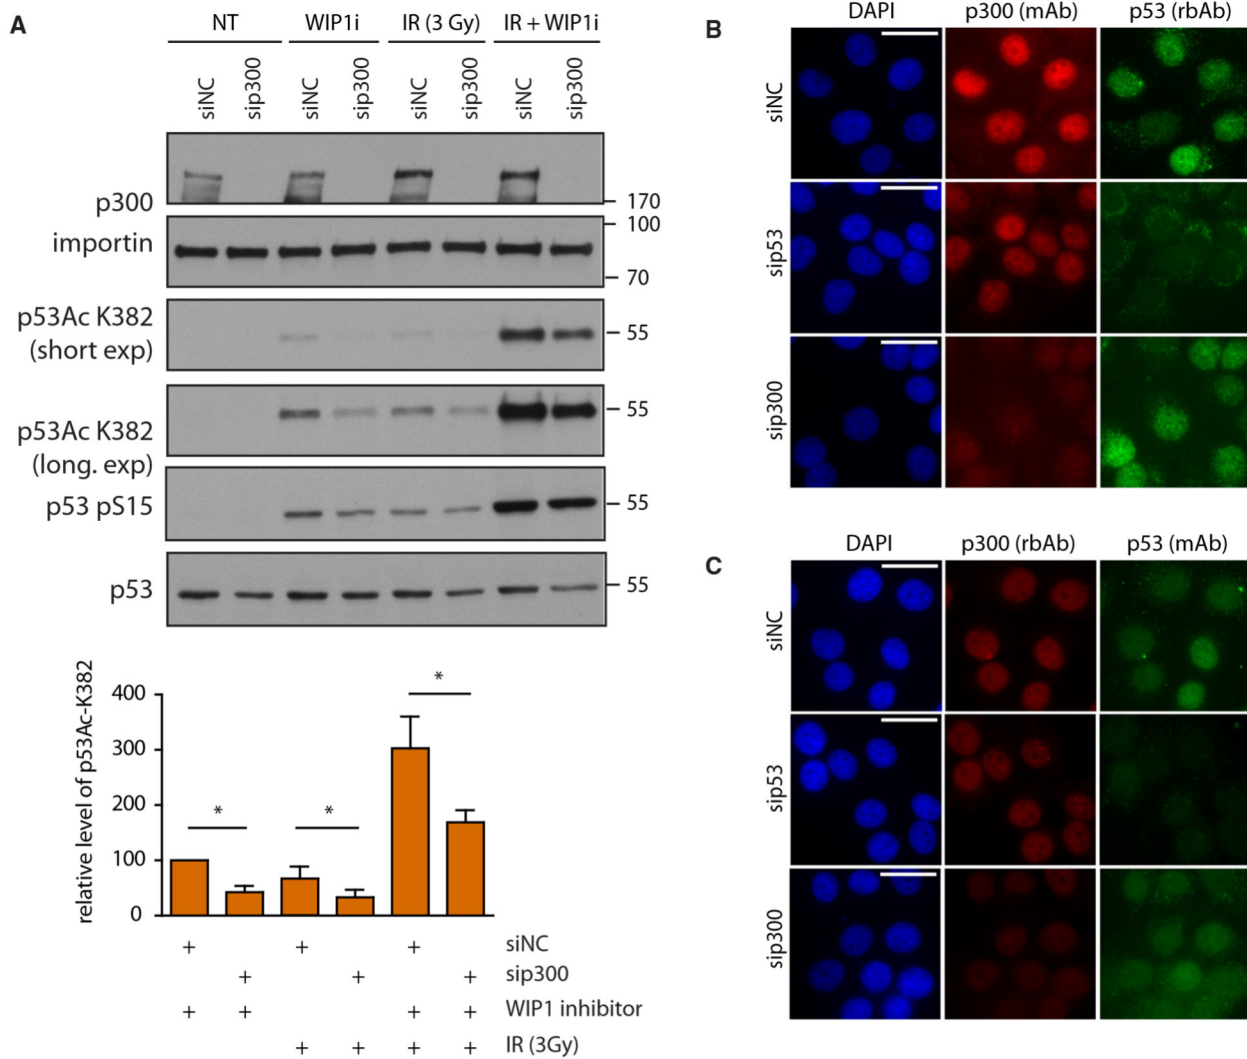 A
NT WIP1i IR (3 Gy) IR + WIP1i
siNC sip300 siNC sip300 siNC sip300 siNC sip300
p300
170
importin
100
70
p53Ac K382
(short exp)
55
p53Ac K382
(long. exp)
55
p53 pS15
55
p53
55
relative level of p53Ac-K382
400
300
200
100
0
* * *
+ + + siNC
+ + + sip300
+ + + + WIP1 inhibitor
+ + + + IR (3Gy)
B
DAPI p300 (mAb) p53 (rbAb)
siNC
sip53
sip300
C
DAPI p300 (rbAb) p53 (mAb)
siNC
sip53
sip300